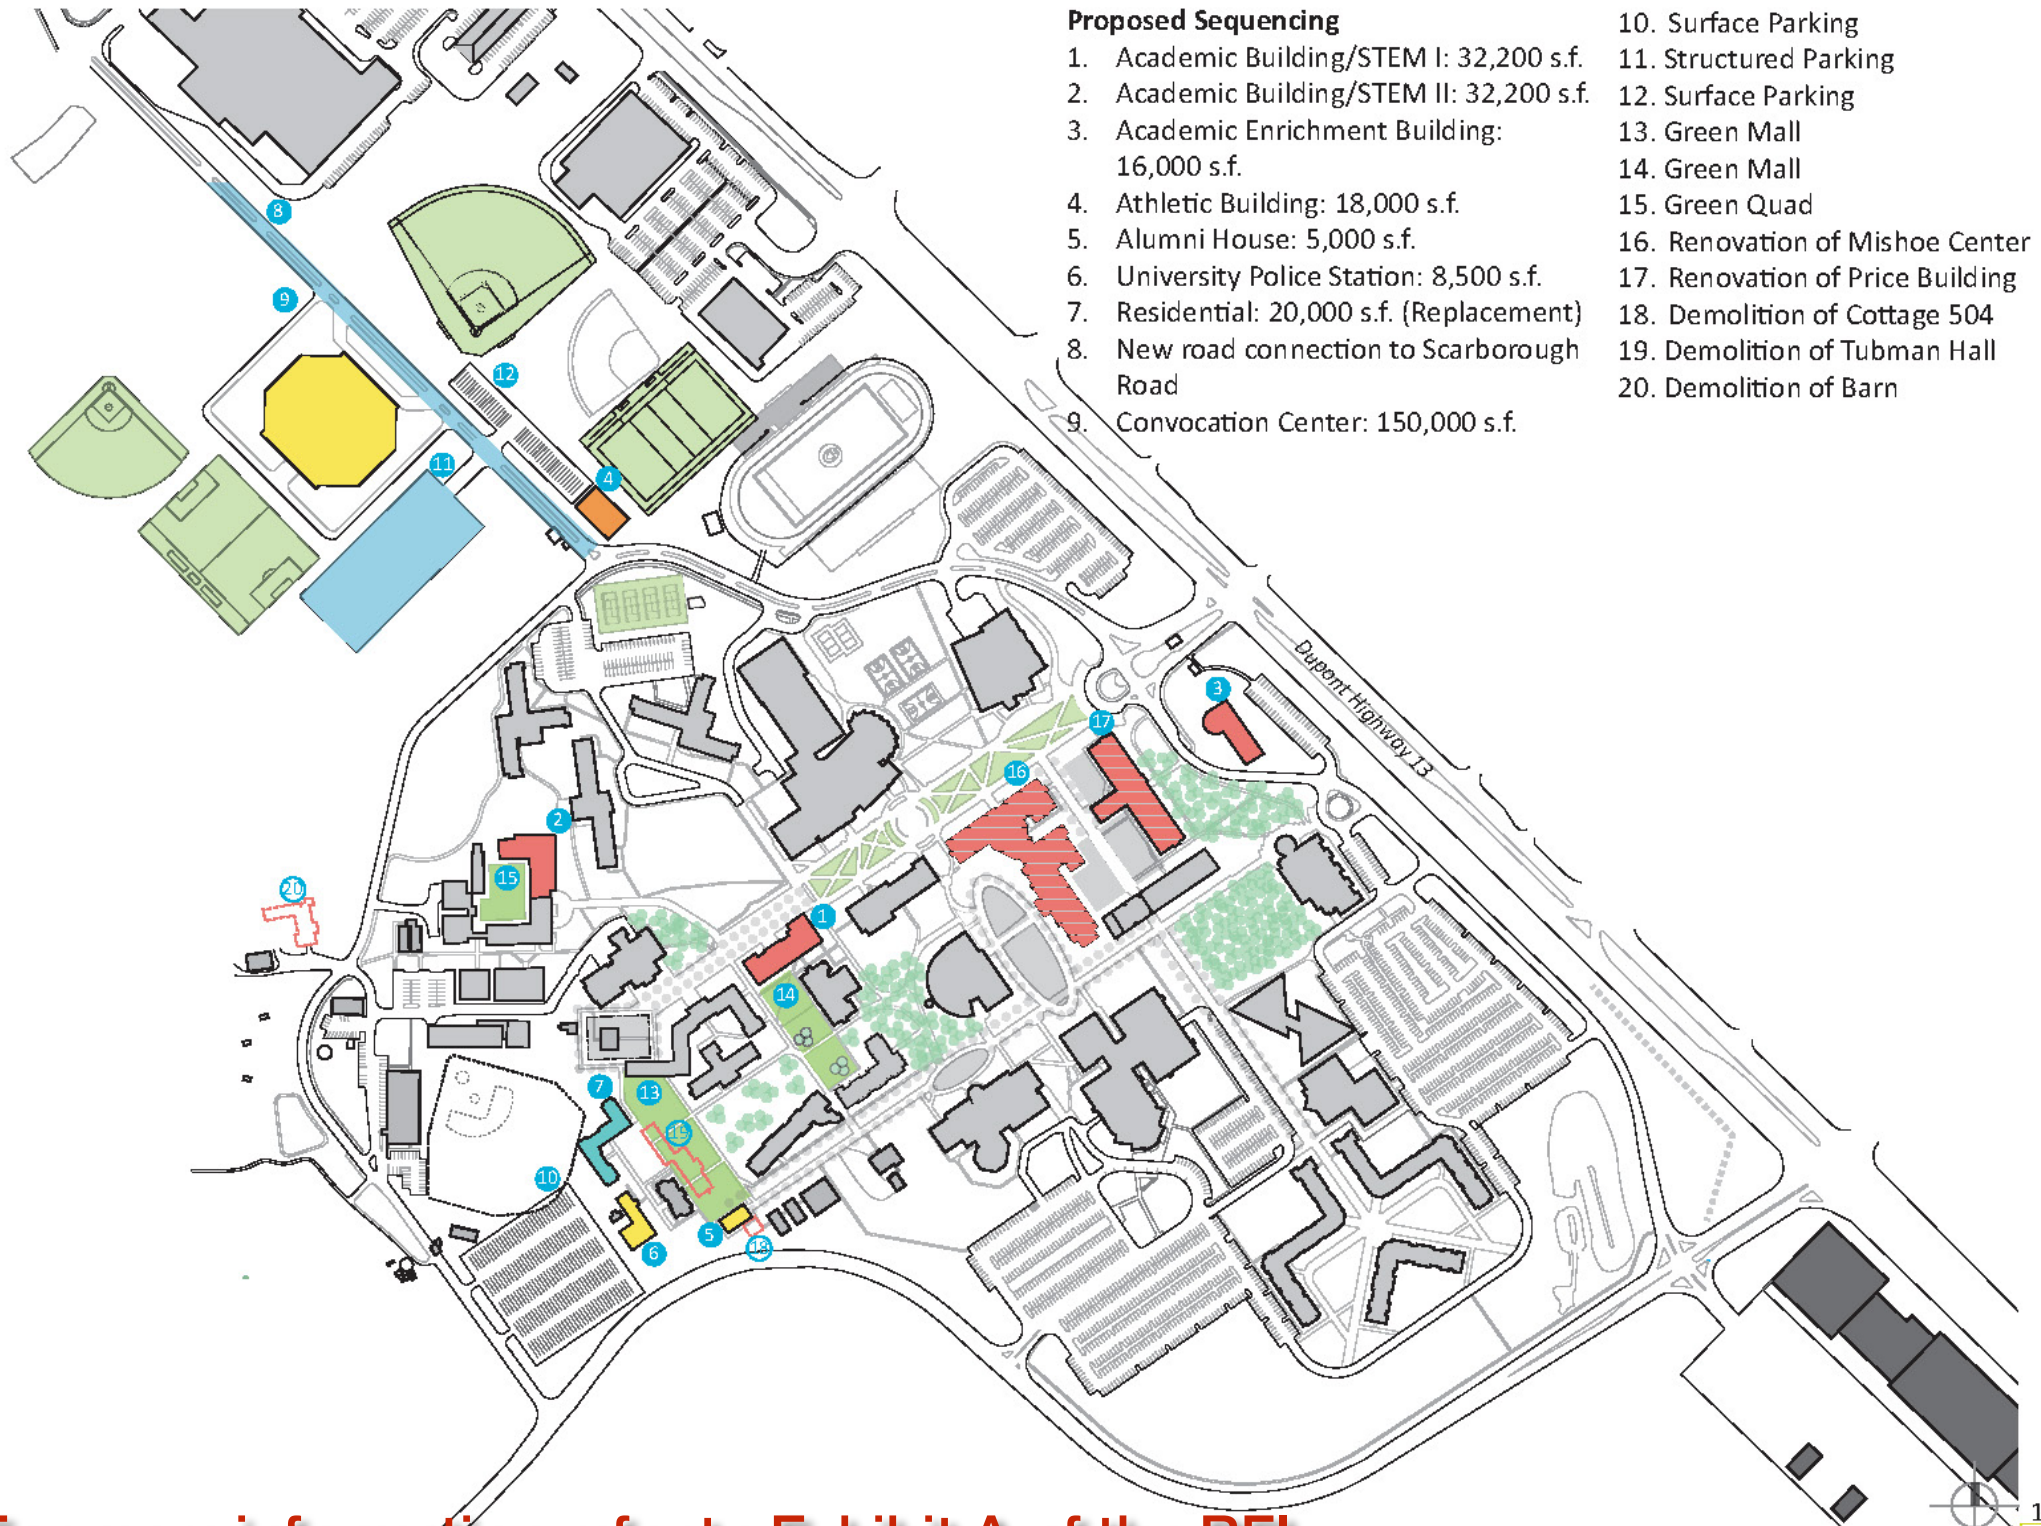 Proposed Sequencing
1. Academic Building/STEM I: 32,200 s.f.
2. Academic Building/STEM II: 32,200 s.f.
3. Academic Enrichment Building:
16,000 s.f.
4. Athletic Building: 18,000 s.f.
5. Alumni House: 5,000 s.f.
6. University Police Station: 8,500 s.f.
7. Residential: 20,000 s.f. (Replacement)
8. New road connection to Scarborough
Road
9. Convocation Center: 150,000 s.f.
10. Surface Parking
11. Structured Parking
12. Surface Parking
13. Green Mall
14. Green Mall
15. Green Quad
16. Renovation of Mishoe Center
17. Renovation of Price Building
18. Demolition of Cottage 504
19. Demolition of Tubman Hall
20. Demolition of Barn
8
9
12
11
4
3
Dupont Highway 13
17
16
2
15
20
1
14
7
13
19
10
5
6
18
1